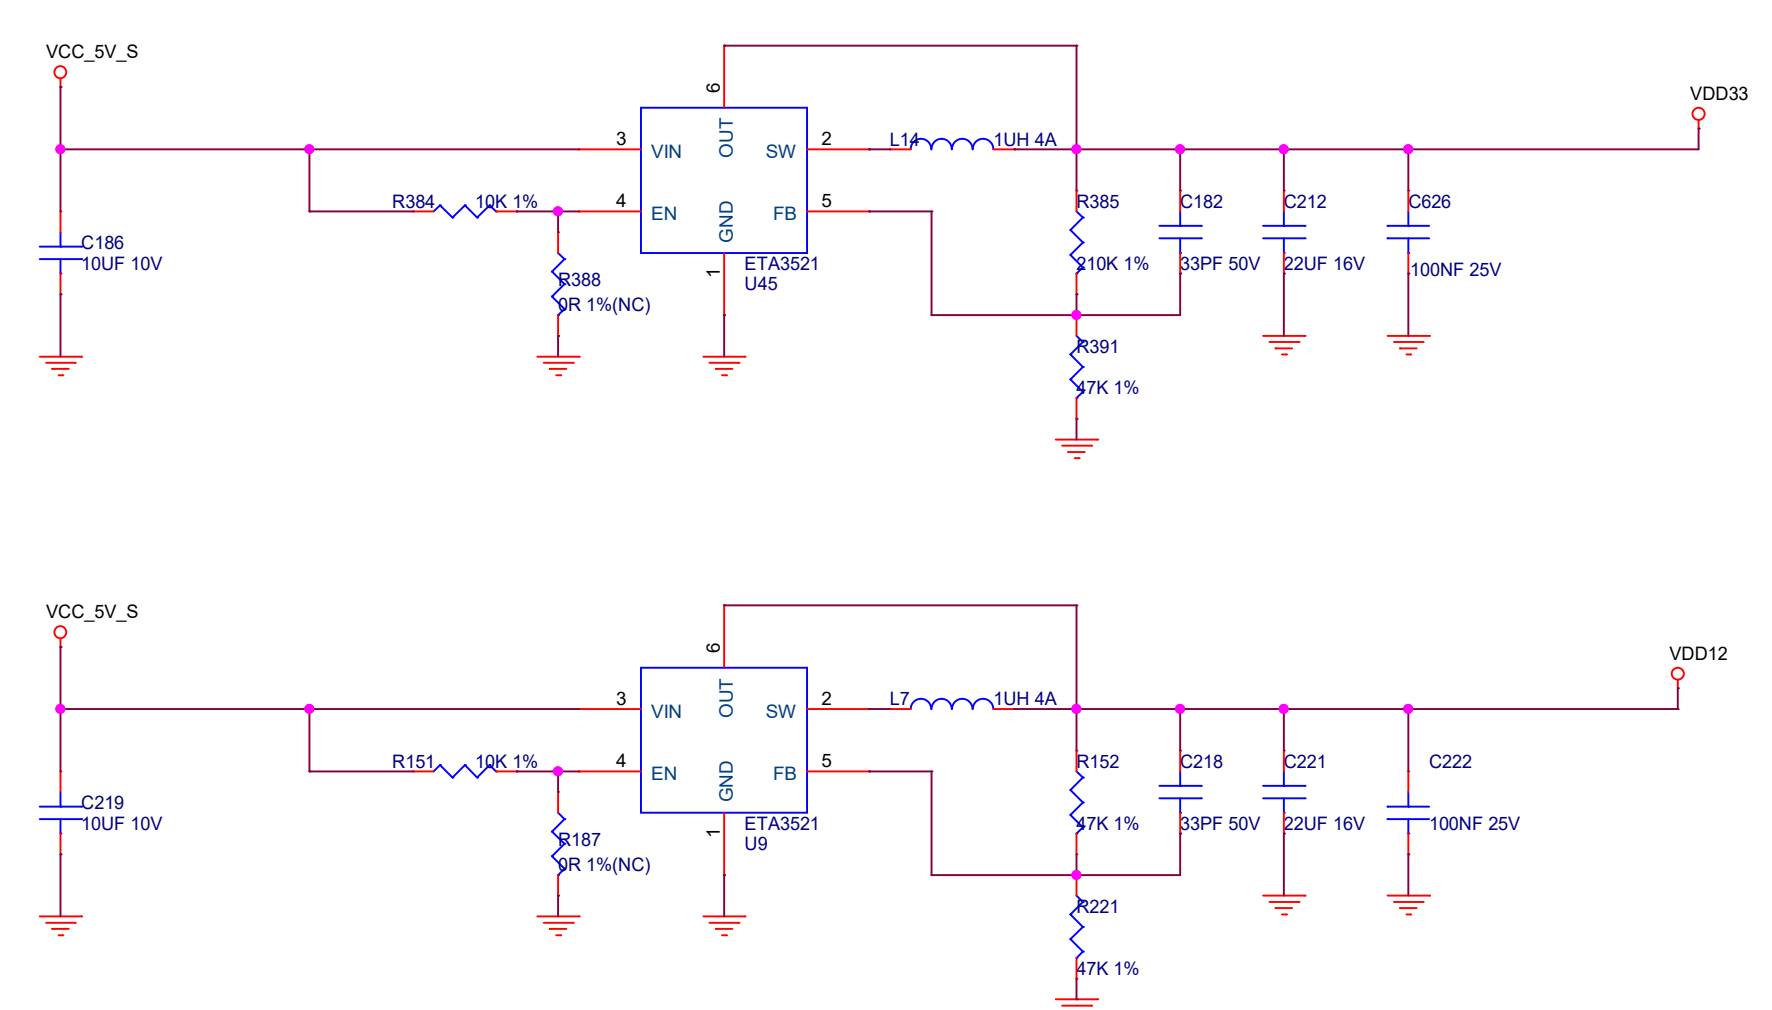 VCC_5V_S
VDD33
6
3
VIN
OUT
SW
2
L14
1UH 4A
R384
10K 1%
4
EN
GND
FB
5
R385
C182
C212
C626
C186
10UF 10V
1
ETA3521
U45
210K 1%
33PF 50V
22UF 16V
100NF 25V
R388
0R 1%(NC)
R391
47K 1%
VCC_5V_S
VDD12
6
3
VIN
OUT
SW
2
L7
1UH 4A
R151
10K 1%
4
EN
GND
FB
5
R152
C218
C221
C222
C219
10UF 10V
1
ETA3521
U9
47K 1%
33PF 50V
22UF 16V
100NF 25V
R187
0R 1%(NC)
R221
47K 1%